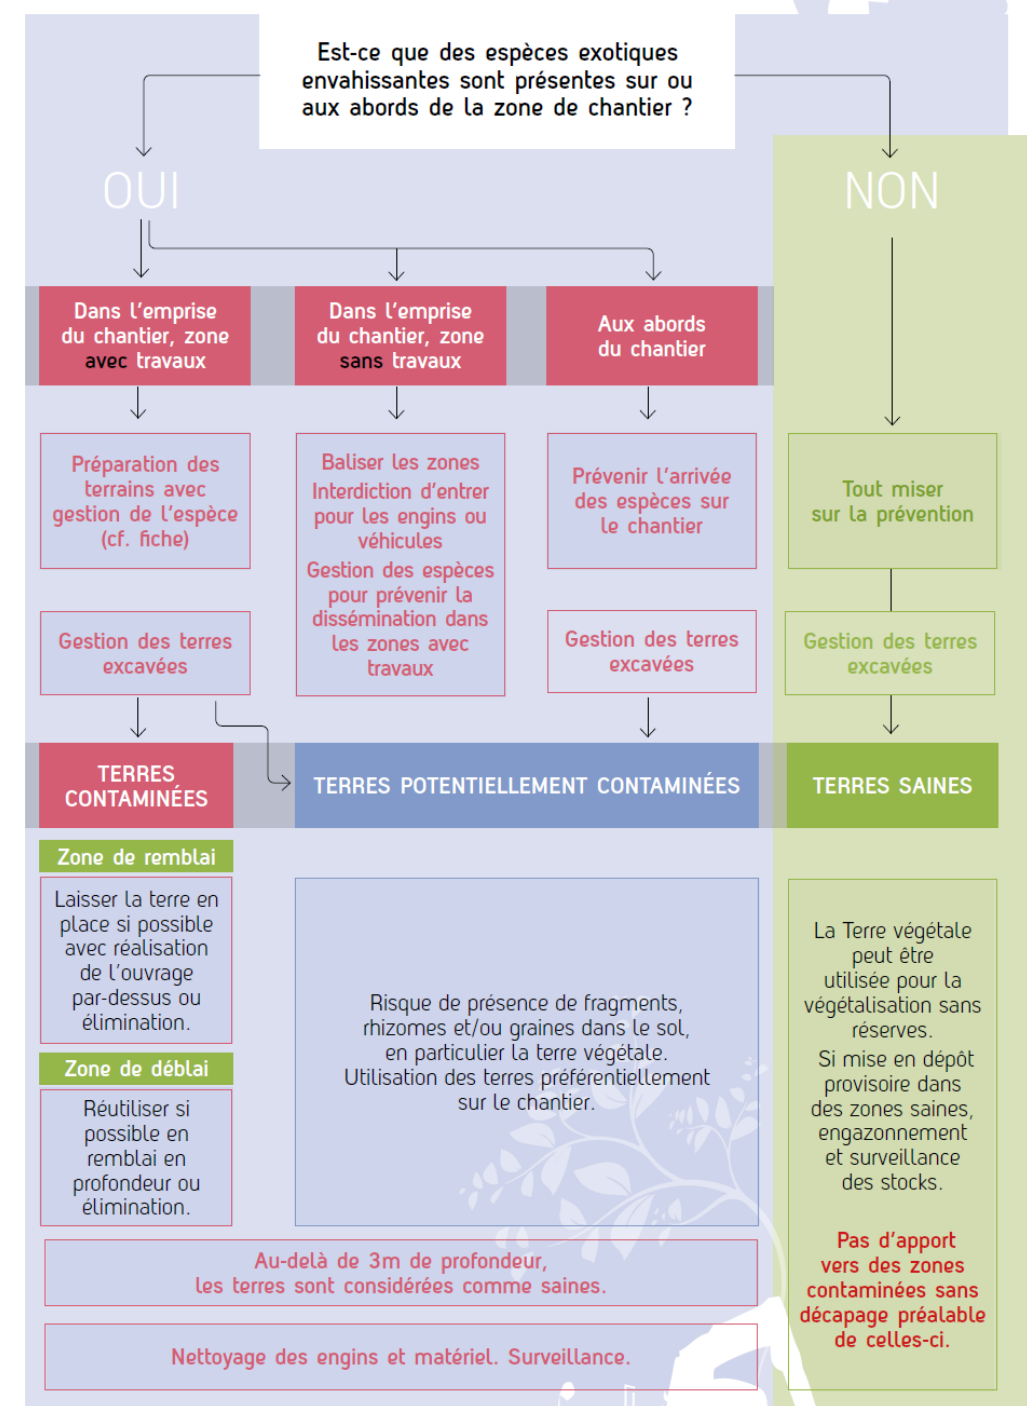 Est-ce que des espèces exotiques
envahissantes sont présentes sur ou
aux abords de la zone de chantier ?
OUI
NON
Dans l'emprise
du chantier, zone
avec travaux
Dans l'emprise
du chantier, zone
sans travaux
Aux abords
du chantier
Préparation des
terrains avec
gestion de l'espèce
(cf. fiche)
Baliser les zones
Interdiction d'entrer
pour les engins ou
véhicules
Gestion des espèces
pour prévenir la
dissémination dans
les zones avec
travaux
Prévenir l'arrivée
des espèces sur
le chantier
Tout miser
sur la prévention
Gestion des terres
excavées
Gestion des terres
excavées
Gestion des terres
excavées
TERRES
CONTAMINÉES
TERRES POTENTIELLEMENT CONTAMINÉES
TERRES SAINES
Zone de remblai
Laisser la terre en
place si possible
avec réalisation
de l'ouvrage
par-dessus ou
élimination.
Zone de déblai
Réutiliser si
possible en
remblai en
profondeur ou
élimination.
Risque de présence de fragments,
rhizomes et/ou graines dans le sol,
en particulier la terre végétale.
Utilisation des terres préférentiellement
sur le chantier.
La Terre végétale
peut être
utilisée pour la
végétalisation sans
réserves.
Si mise en dépôt
provisoire dans
des zones saines,
engazonnement
et surveillance
des stocks.
Pas d'apport
vers des zones
contaminées sans
décapage préalable
de celles-ci.
Au-delà de 3m de profondeur,
les terres sont considérées comme saines.
Nettoyage des engins et matériel. Surveillance.